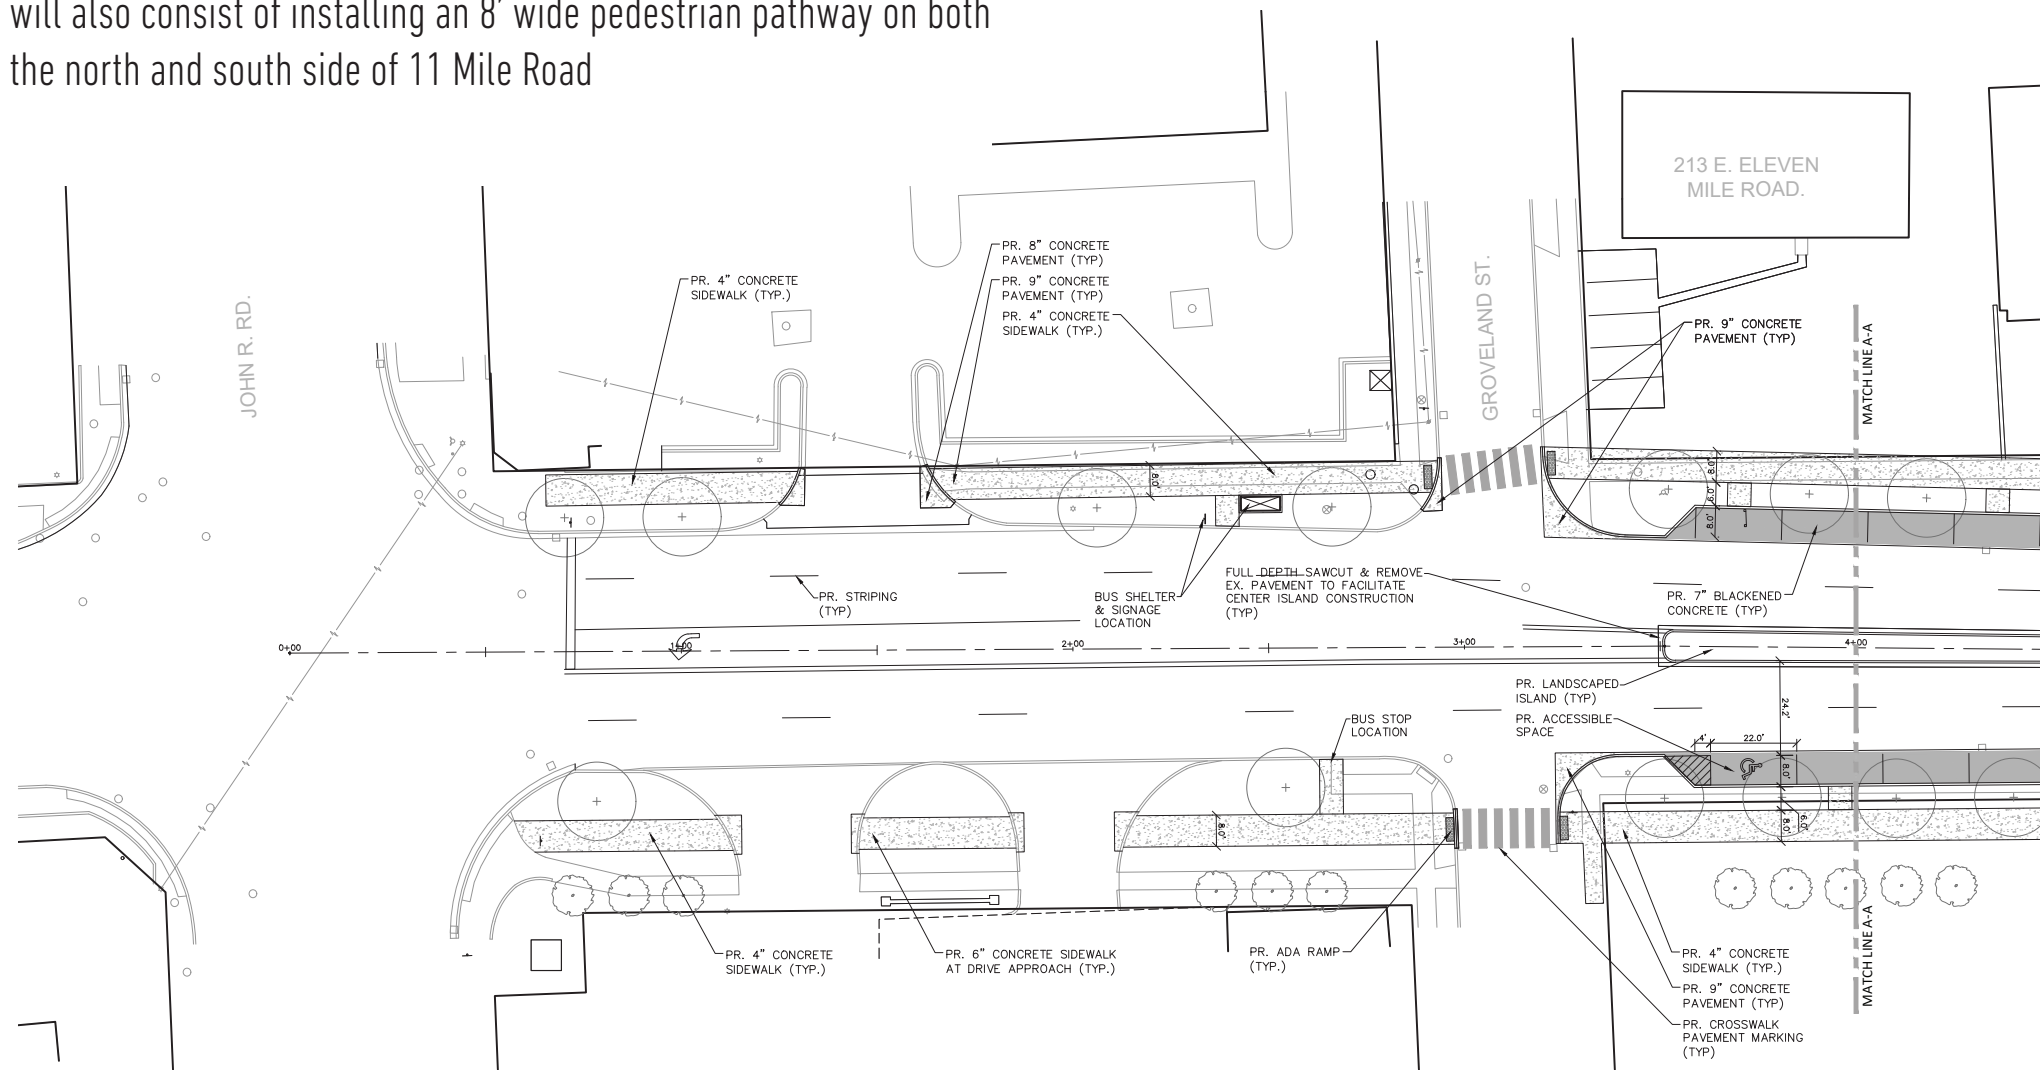 will also consist of installing an 8' wide pedestrian pathway on both
the north and south side of 11 Mile Road
213 E. ELEVEN
MILE ROAD.
JOHN R. RD.
GROVELAND ST.
PR. 4" CONCRETE
SIDEWALK (TYP.)
PR. 8" CONCRETE
PAVEMENT (TYP)
PR. 9" CONCRETE
PAVEMENT (TYP)
PR. 4" CONCRETE
SIDEWALK (TYP.)
PR. 9" CONCRETE
PAVEMENT (TYP)
MATCH LINE A-A
8.0'
8.0'
6.0'
8.0'
PR. STRIPING
(TYP)
BUS SHELTER
& SIGNAGE
LOCATION
FULL DEPTH SAWCUT & REMOVE
EX. PAVEMENT TO FACILITATE
CENTER ISLAND CONSTRUCTION
(TYP)
PR. 7" BLACKENED
CONCRETE (TYP)
0+00
1+00
2+00
3+00
4+00
PR. LANDSCAPED
ISLAND (TYP)
PR. ACCESSIBLE
SPACE
BUS STOP
LOCATION
24.2'
4'
22.0'
8.0'
6.0'
8.0'
8.0'
PR. 4" CONCRETE
SIDEWALK (TYP.)
PR. 6" CONCRETE SIDEWALK
AT DRIVE APPROACH (TYP.)
PR. ADA RAMP
(TYP.)
PR. 4" CONCRETE
SIDEWALK (TYP.)
PR. 9" CONCRETE
PAVEMENT (TYP)
PR. CROSSWALK
PAVEMENT MARKING
(TYP)
MATCH LINE A-A